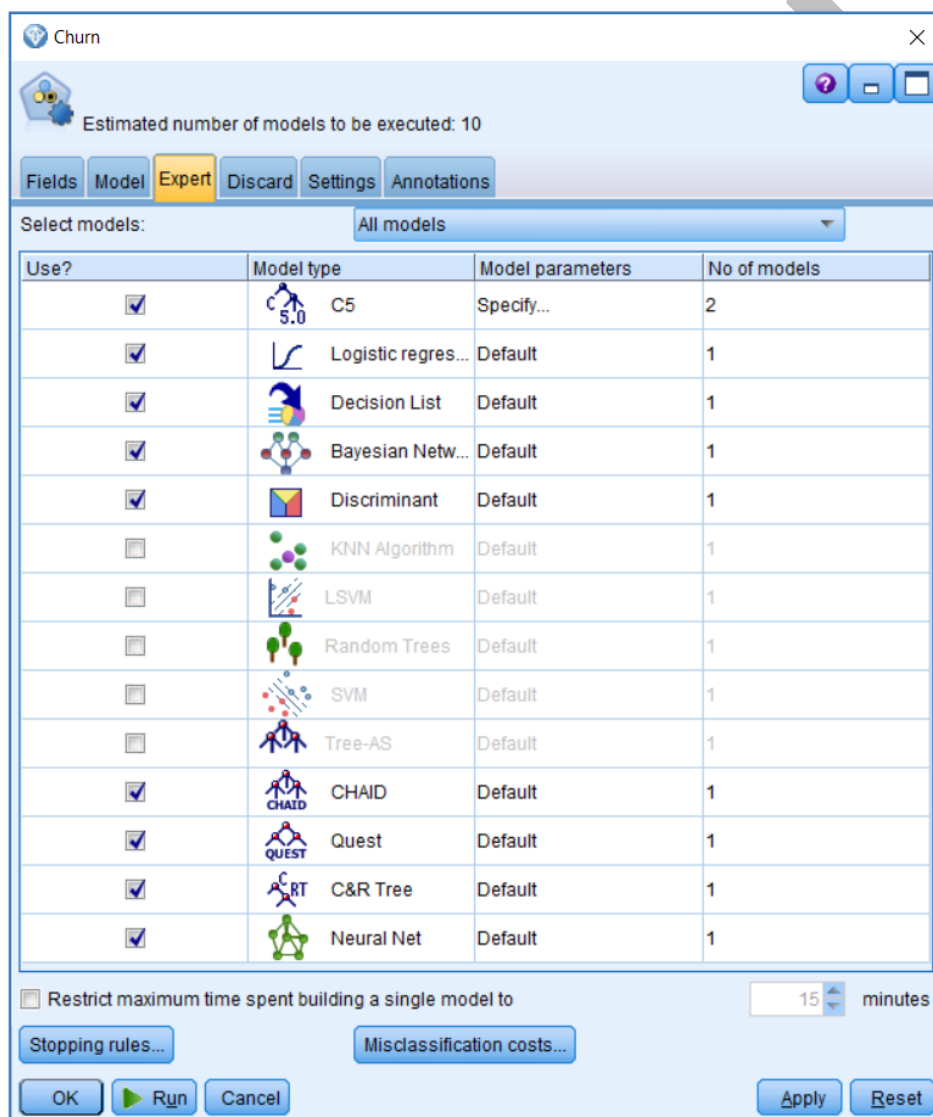 Churn
Estimated number of models to be executed: 10
Fields Model Expert Discard Settings Annotations
Select models: All models
Use? Model type Model parameters No of models
C 5.0 C5 Specify... 2
Logistic regres... Default 1
Decision List Default 1
Bayesian Netw... Default 1
Discriminant Default 1
KNN Algorithm Default 1
LSVM Default 1
Random Trees Default 1
SVM Default 1
Tree-AS Default 1
CHAID CHAID Default 1
QUEST Quest Default 1
C RT C&R Tree Default 1
Neural Net Default 1
Restrict maximum time spent building a single model to 15 minutes
Stopping rules... Misclassification costs...
OK Run Cancel Apply Reset